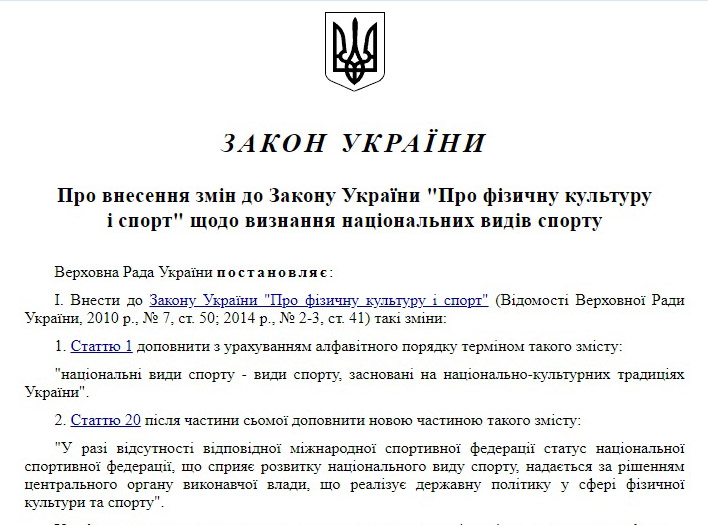 ЗАКОН УКРАЇНИ
Про внесення змін до Закону України "Про фізичну культуру
і спорт" щодо визнання національних видів спорту
Верховна Рада України постановляє:
I. Внести до Закону України "Про фізичну культуру і спорт" (Відомості Верховної Ради
України, 2010 р., № 7, ст. 50; 2014 р., № 2-3, ст. 41) такі зміни:
1. Статтю 1 доповнити з урахуванням алфавітного порядку терміном такого змісту:
"національні види спорту - види спорту, засновані на національно-культурних традиціях
України".
2. Статтю 20 після частини сьомої доповнити новою частиною такого змісту:
"У разі відсутності відповідної міжнародної спортивної федерації статус національної
спортивної федерації, що сприяє розвитку національного виду спорту, надається за рішенням
центрального органу виконавчої влади, що реалізує державну політику у сфері фізичної
культури та спорту".